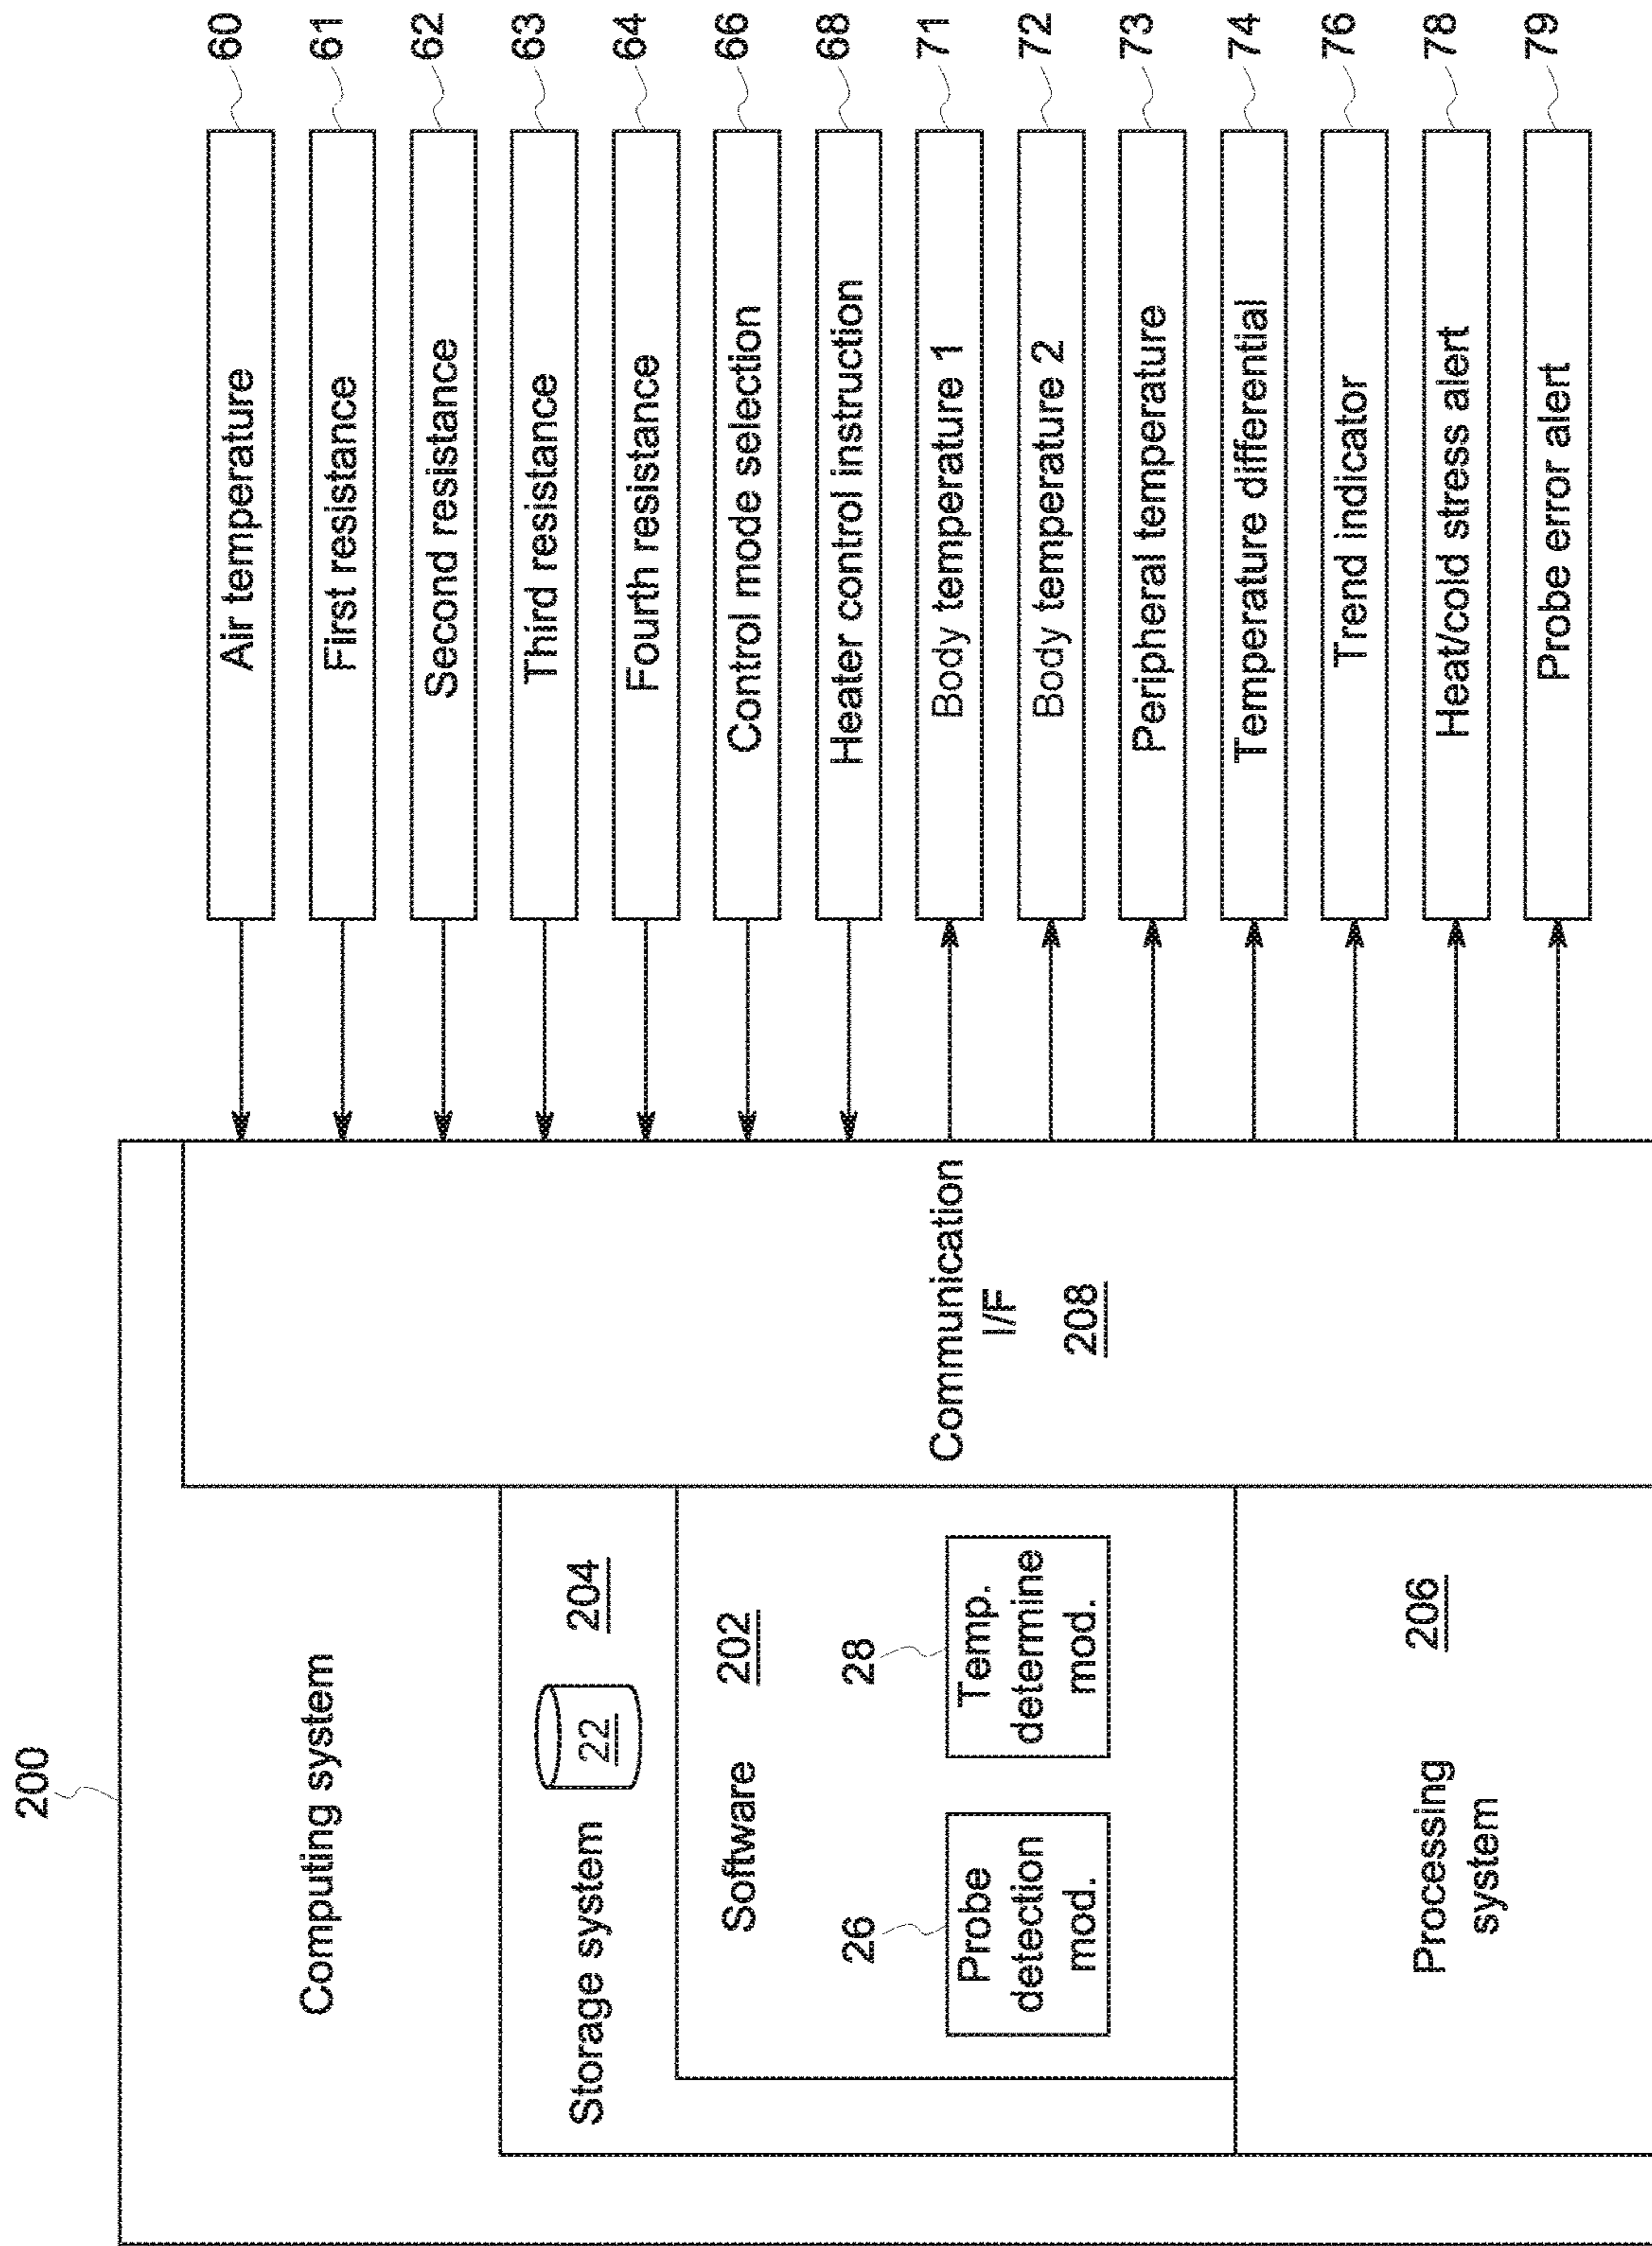 200
Computing system
Storage system
22
204
Software
202
26
Probe
detection
mod.
28
Temp.
determine
mod.
Processing
system
206
Communication
I/F
208
Air temperature
60
First resistance
61
Second resistance
62
Third resistance
63
Fourth resistance
64
Control mode selection
66
Heater control instruction
68
Body temperature 1
71
Body temperature 2
72
Peripheral temperature
73
Temperature differential
74
Trend indicator
76
Heat/cold stress alert
78
Probe error alert
79